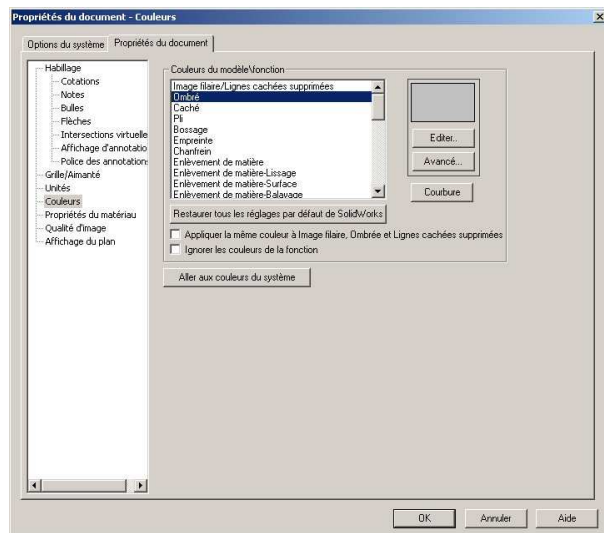 Propriétés du document - Couleurs
Options du système
Propriétés du document
Habillage
Cotations
Notes
Bulles
Flèches
Intersections virtuelle
Affichage d'annotatio
Police des annotation
Grille/Aimanté
Unités
Couleurs
Propriétés du matériau
Qualité d'image
Affichage du plan
Couleurs du modèle\fonction
Image filaire/Lignes cachées supprimées
Ombré
Caché
Pli
Bossage
Empreinte
Chanfrein
Enlèvement de matière
Enlèvement de matière-Lissage
Enlèvement de matière-Surface
Enlèvement de matière-Balayage
Editer...
Avancé...
Courbure
Restaurer tous les réglages par défaut de SolidWorks
Appliquer la même couleur à Image filaire, Ombrée et Lignes cachées supprimées
Ignorer les couleurs de la fonction
Aller aux couleurs du système
OK
Annuler
Aide